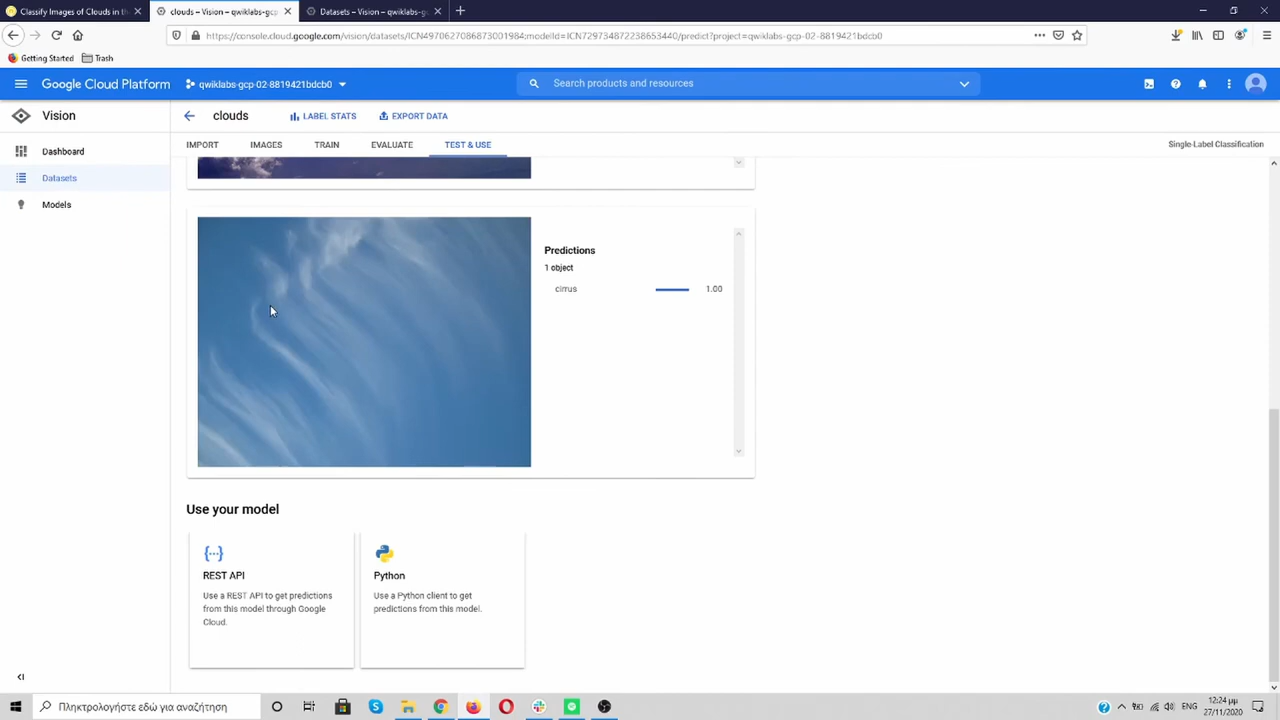 Classify Images of Clouds in th
clouds – Vision – qwiklabs-gcp
Datasets – Vision – qwiklabs-g
https://console.cloud.google.com/vision/datasets/ICN4970627086873001984;modelId=ICN7297348722386534400/predict?project=qwiklabs-gcp-02-8819421bdcb0
Getting Started
Trash
Google Cloud Platform
qwiklabs-gcp-02-8819421bdcb0
Search products and resources
Vision
clouds
LABEL STATS
EXPORT DATA
IMPORT
IMAGES
TRAIN
EVALUATE
TEST & USE
Single-Label Classification
Dashboard
Datasets
Models
Predictions
1 object
cirrus 1.00
Use your model
REST API
Use a REST API to get predictions
from this model through Google
Cloud.
Python
Use a Python client to get
predictions from this model.
Πληκτρολογήστε εδώ για αναζήτηση
ENG
12:24 μμ
27/11/2020